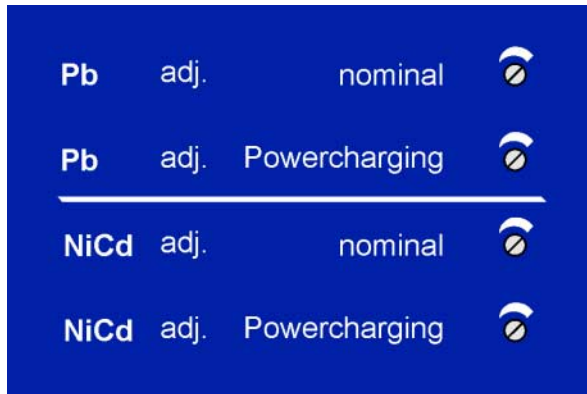 Pb adj. nominal
Pb adj. Powercharging
NiCd adj. nominal
NiCd adj. Powercharging